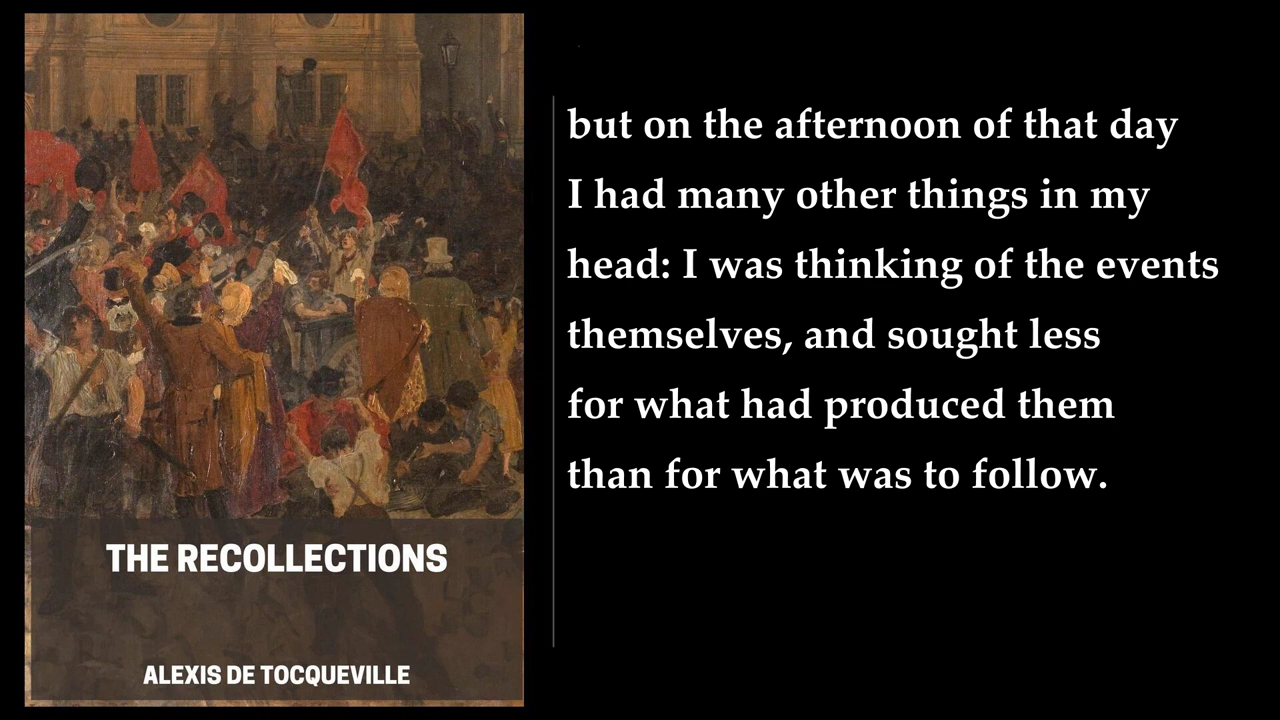 but on the afternoon of that day
I had many other things in my
head: I was thinking of the events
themselves, and sought less
for what had produced them
than for what was to follow.
THE RECOLLECTIONS
ALEXIS DE TOCQUEVILLE